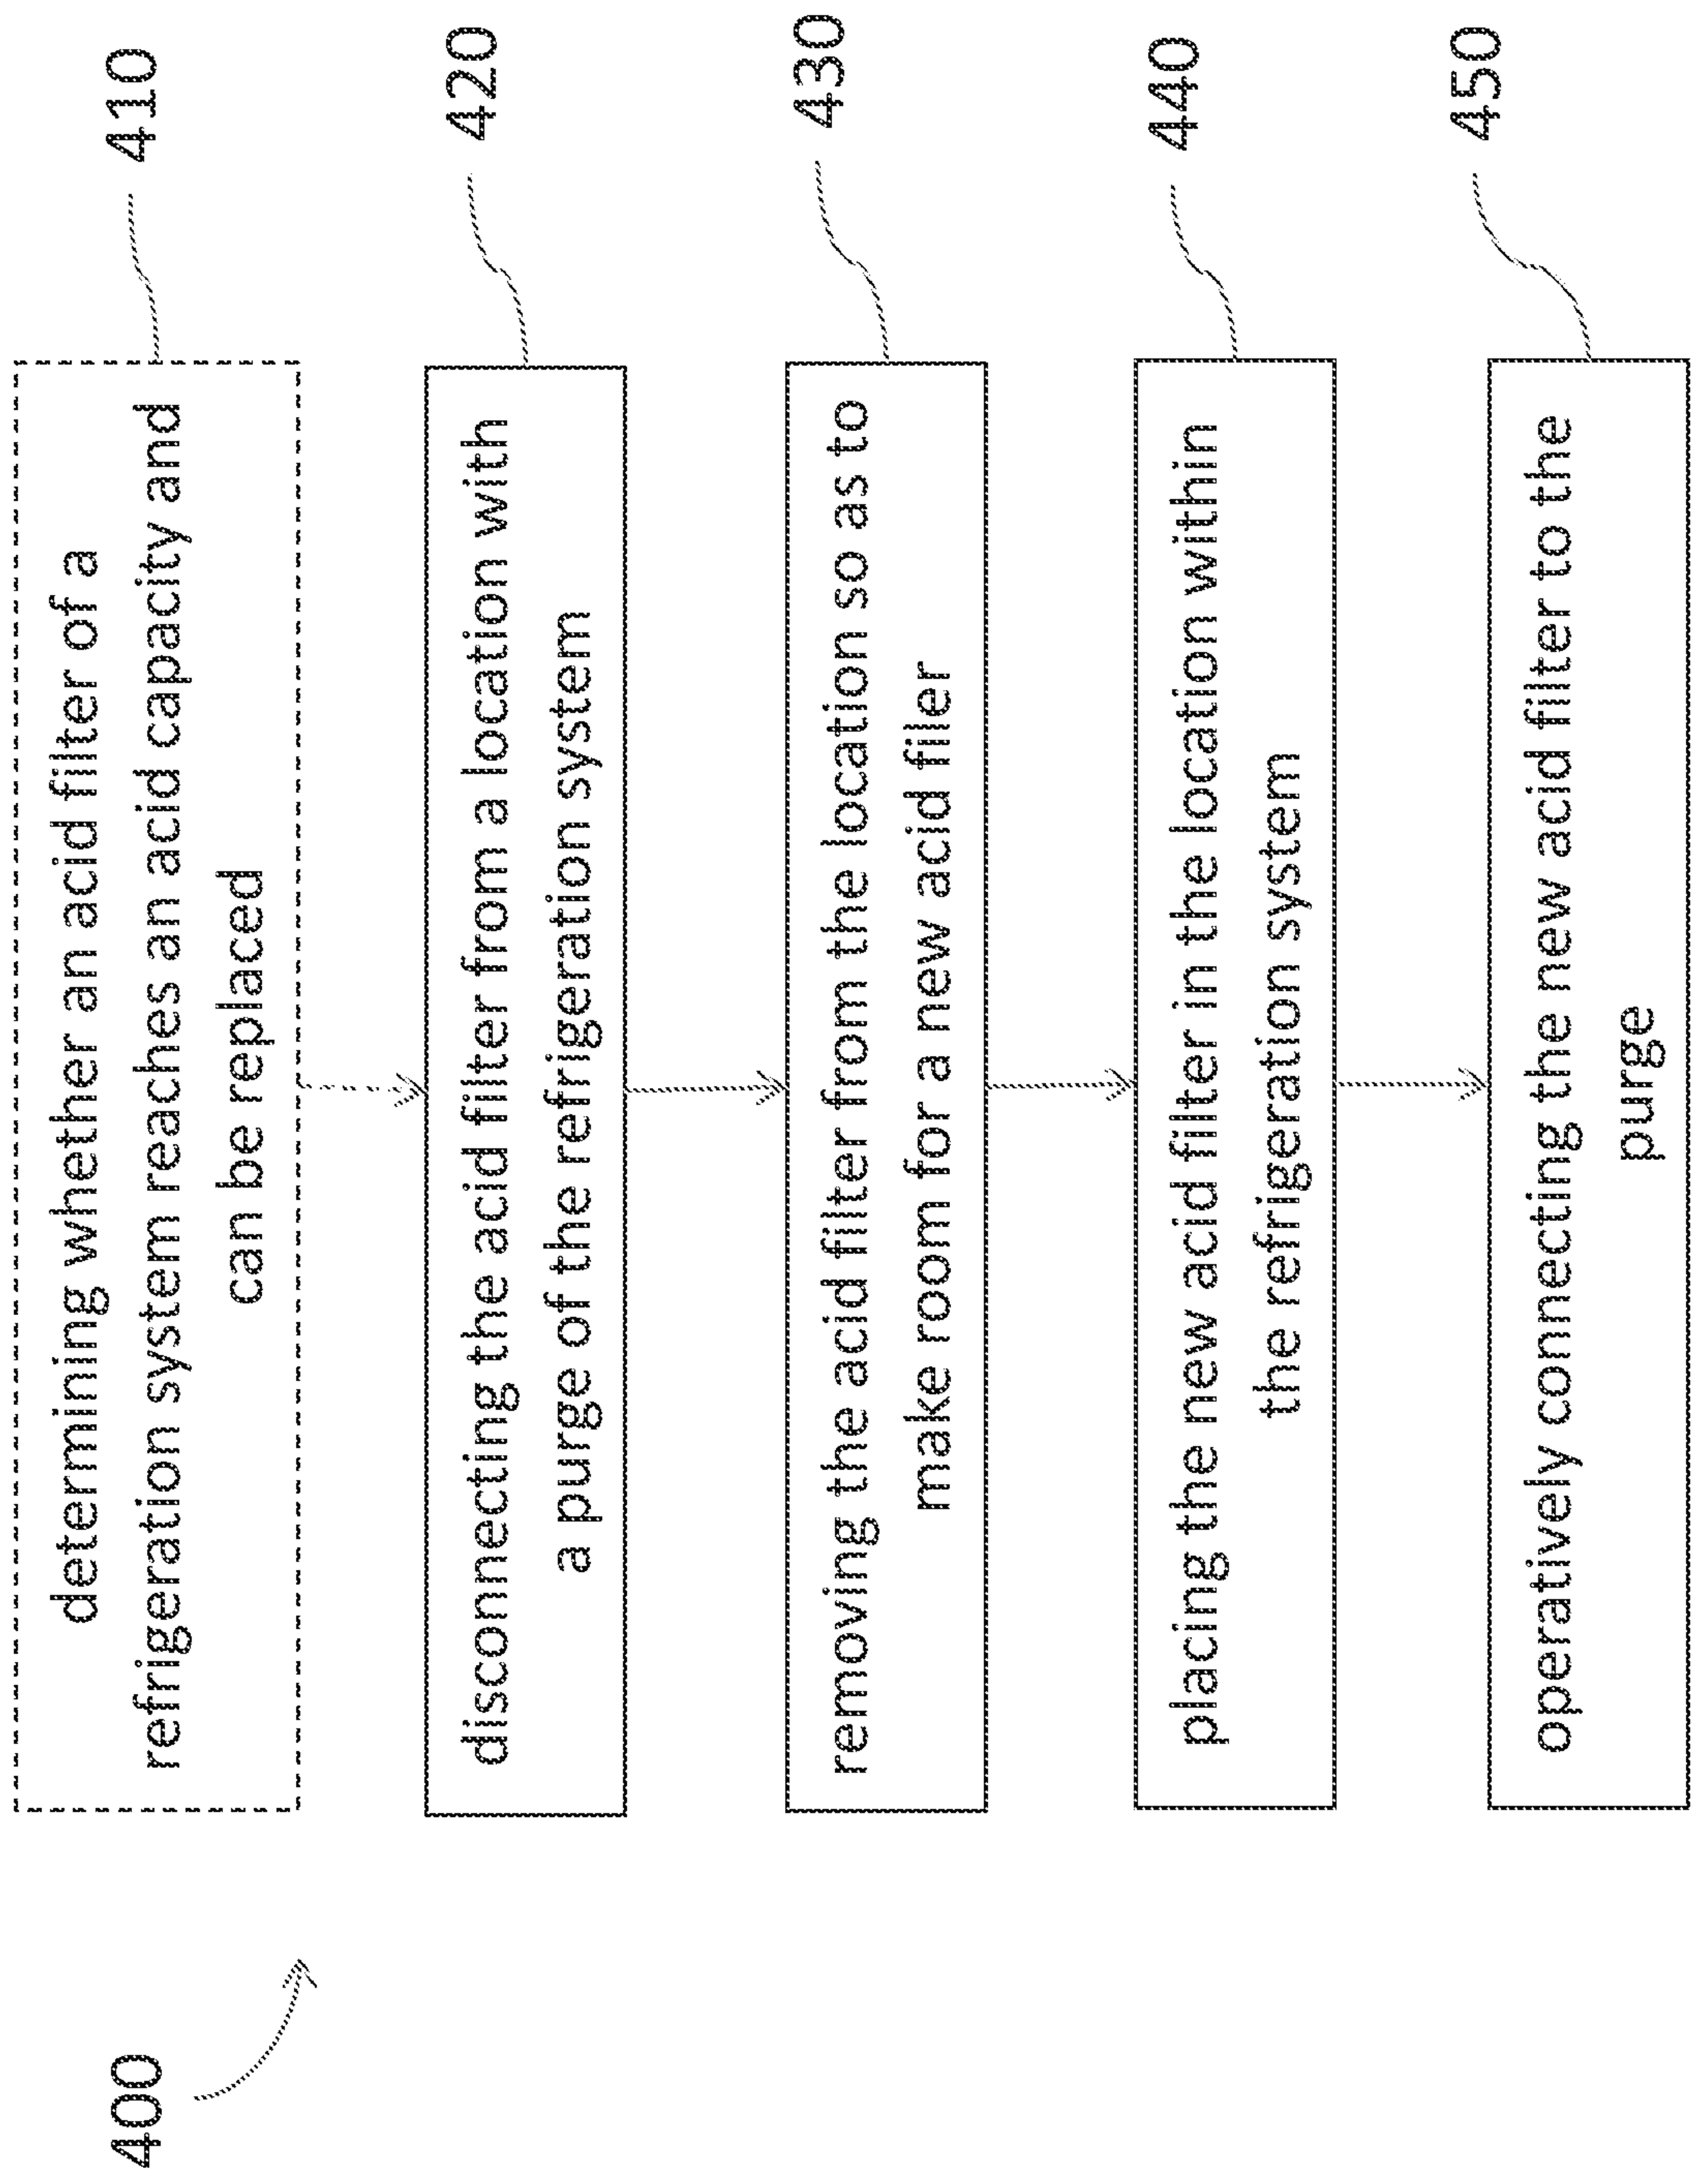 400
determining whether an acid filter of a
refrigeration system reaches an acid capacity and
can be replaced
410
disconnecting the acid filter from a location with
a purge of the refrigeration system
420
removing the acid filter from the location so as to
make room for a new acid filer
430
placing the new acid filter in the location within
the refrigeration system
440
operatively connecting the new acid filter to the
purge
450